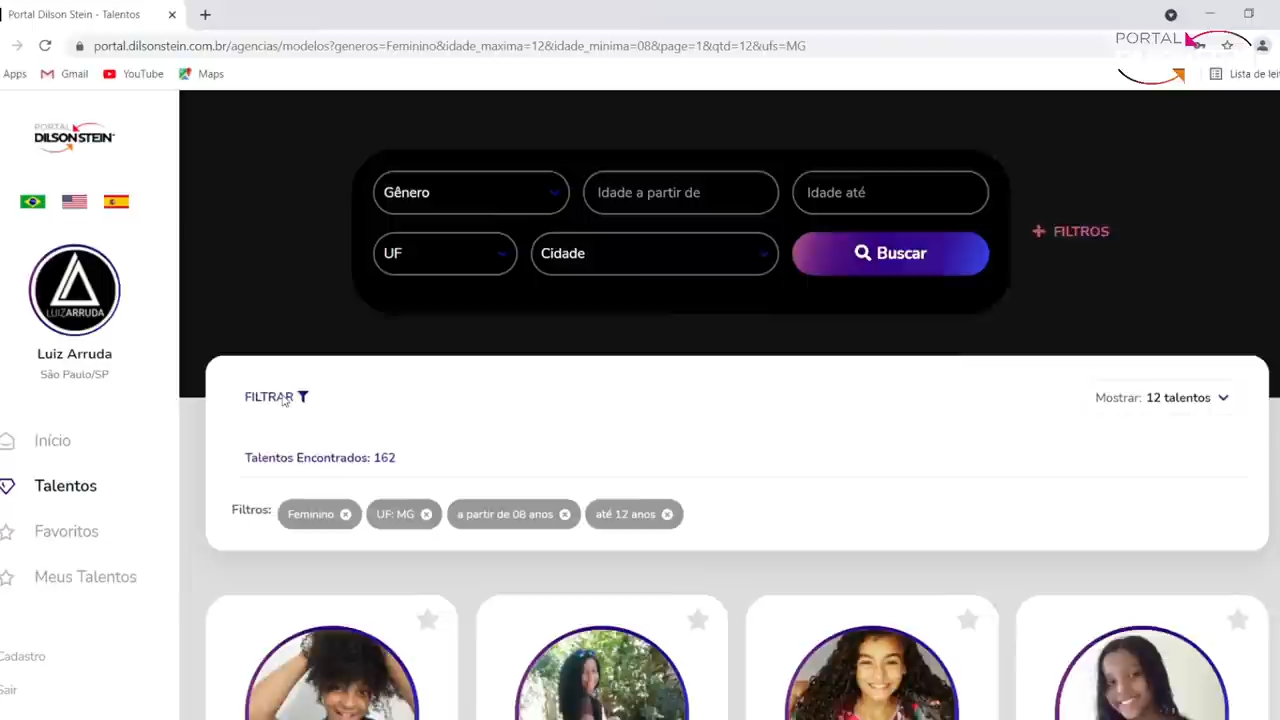 Portal Dilson Stein - Talentos
portal.dilsonstein.com.br/agencias/modelos?generos=Feminino&idade_maxima=12&idade_minima=08&page=1&qtd=12&ufs=MG
PORTAL
Apps Gmail YouTube Maps Lista de lei
PORTAL
DILSON STEIN
Gênero Idade a partir de Idade até
+ FILTROS
UF Cidade Buscar
LUIZARRUDA
Luiz Arruda
São Paulo/SP
FILTRAR Mostrar: 12 talentos
Início
Talentos Encontrados: 162
Talentos
Filtros: Feminino UF: MG a partir de 08 anos até 12 anos
Favoritos
Meus Talentos
Cadastro
Sair